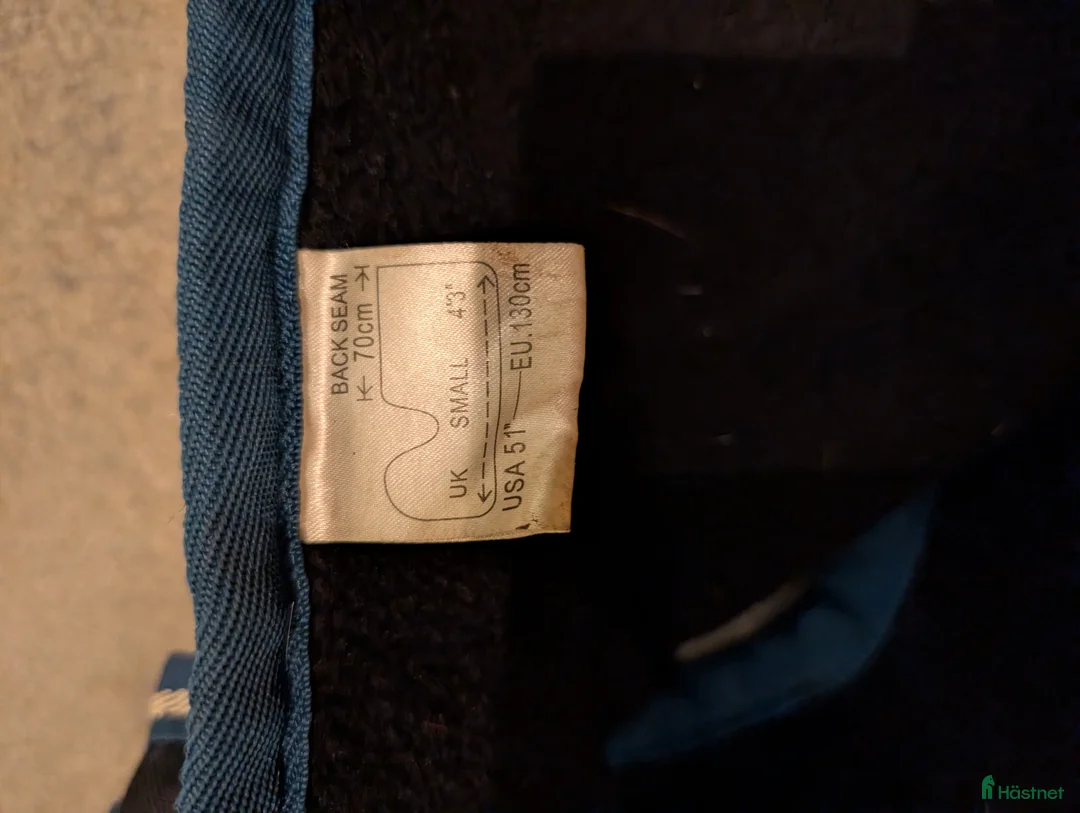 BACK SEAM
70cm
UK SMALL 4'3"
USA 51" EU.130cm
Hästnet